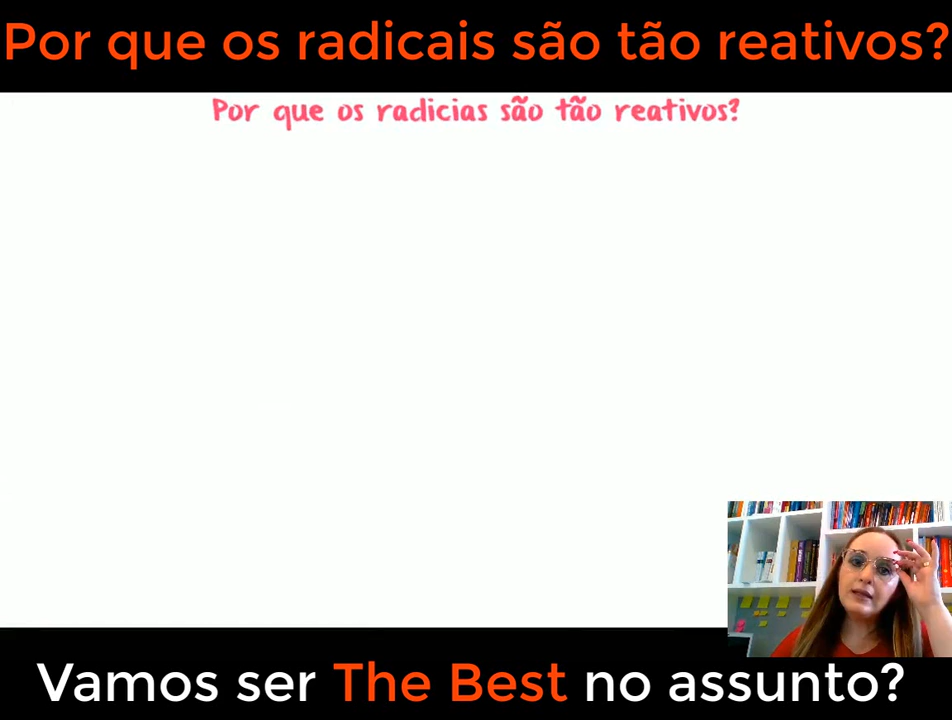 Por que os radicais são tão reativos?
Por que os radicias são tão reativos?
Vamos ser The Best no assunto?